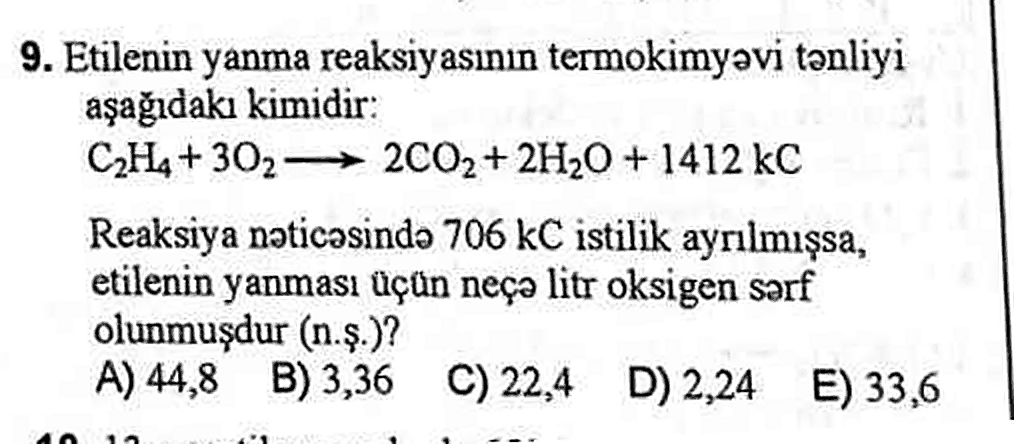 9. Etilenin yanma reaksiyasının termokimyəvi tənliyi
aşağıdakı kimidir:
C₂H₄ + 3O₂ ⟶ 2CO₂ + 2H₂O + 1412 kC
Reaksiya nəticəsində 706 kC istilik ayrılmışsa,
etilenin yanması üçün neçə litr oksigen sərf
olunmuşdur (n.ş.)?
A) 44,8 B) 3,36 C) 22,4 D) 2,24 E) 33,6